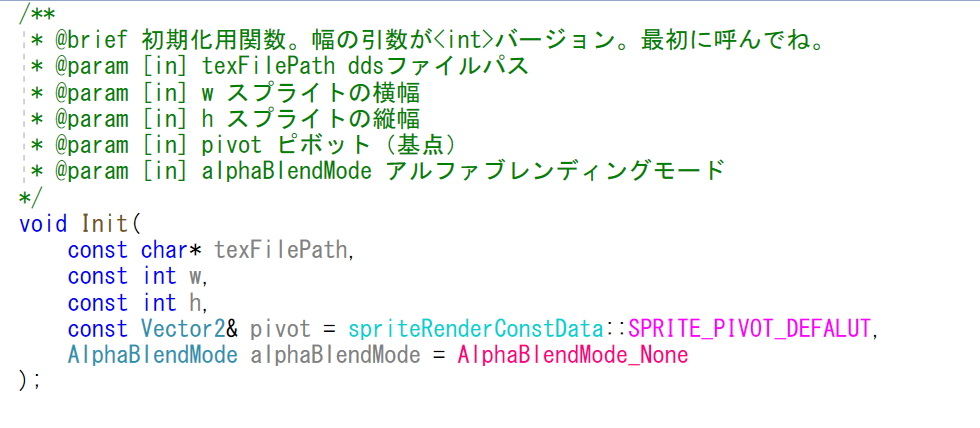 /**
* @brief 初期化用関数。幅の引数が<int>バージョン。最初に呼んでね。
* @param [in] texFilePath ddsファイルパス
* @param [in] w スプライトの横幅
* @param [in] h スプライトの縦幅
* @param [in] pivot ピボット（基点）
* @param [in] alphaBlendMode アルファブレンディングモード
*/
void Init(
const char* texFilePath,
const int w,
const int h,
const Vector2& pivot = spriteRenderConstData::SPRITE_PIVOT_DEFALUT,
AlphaBlendMode alphaBlendMode = AlphaBlendMode_None
);